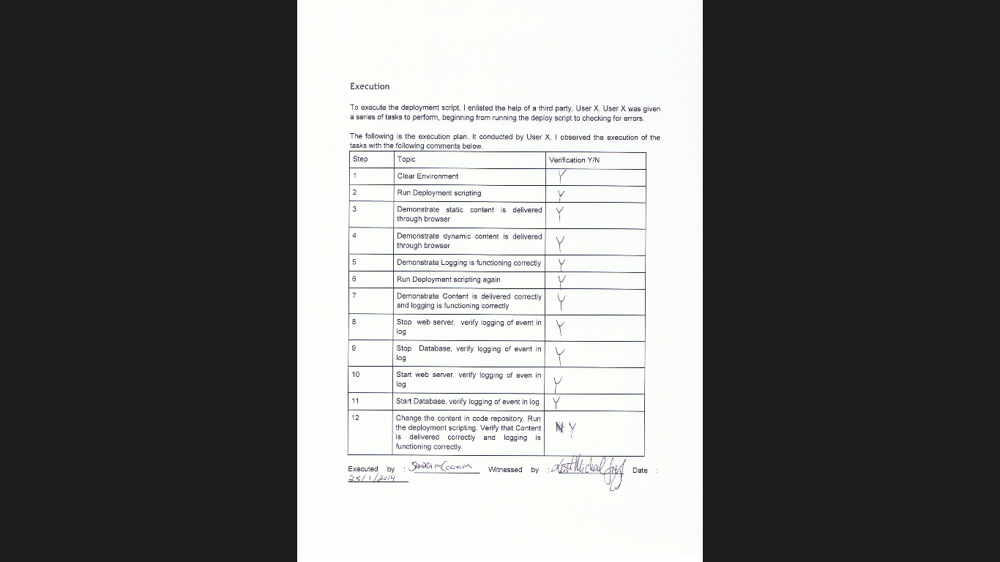 Execution
To execute the deployment script, I enlisted the help of a third party, User X. User X was given
a series of tasks to perform, beginning from running the deploy script to checking for errors.
The following is the execution plan. It conducted by User X. I observed the execution of the
tasks with the following comments below.
Step Topic Verification Y/N
1 Clear Environment Y
2 Run Deployment scripting Y
3 Demonstrate static content is delivered Y
through browser
4 Demonstrate dynamic content is delivered Y
through browser
5 Demonstrate Logging is functioning correctly Y
6 Run Deployment scripting again Y
7 Demonstrate Content is delivered correctly Y
and logging is functioning correctly
8 Stop web server, verify logging of event in Y
log
9 Stop Database, verify logging of event in Y
log
10 Start web server, verify logging of even in Y
log
11 Start Database, verify logging of event in log Y
12 Change the content in code repository. Run
the deployment scripting. Verify that Content N Y
is delivered correctly and logging is
functioning correctly.
Executed by : Sandra Witnessed by : Michael Date :
25/1/2014